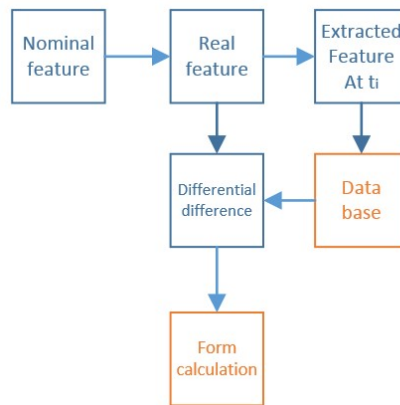 Nominal
feature
Real
feature
Extracted
Feature
At ti
Differential
difference
Data
base
Form
calculation